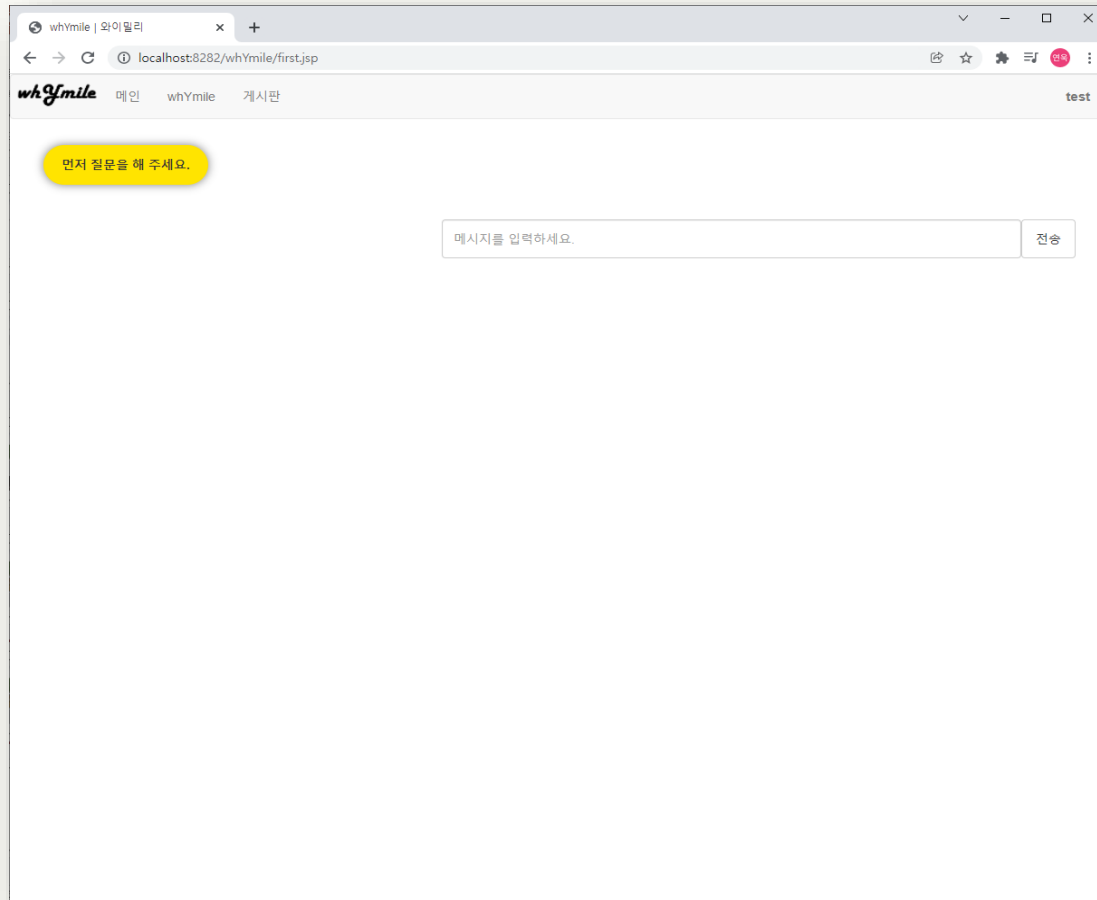 whYmile | 와이밀리
localhost:8282/whYmile/first.jsp
연욱
whYmile 메인 whYmile 게시판 test
먼저 질문을 해 주세요.
메시지를 입력하세요. 전송